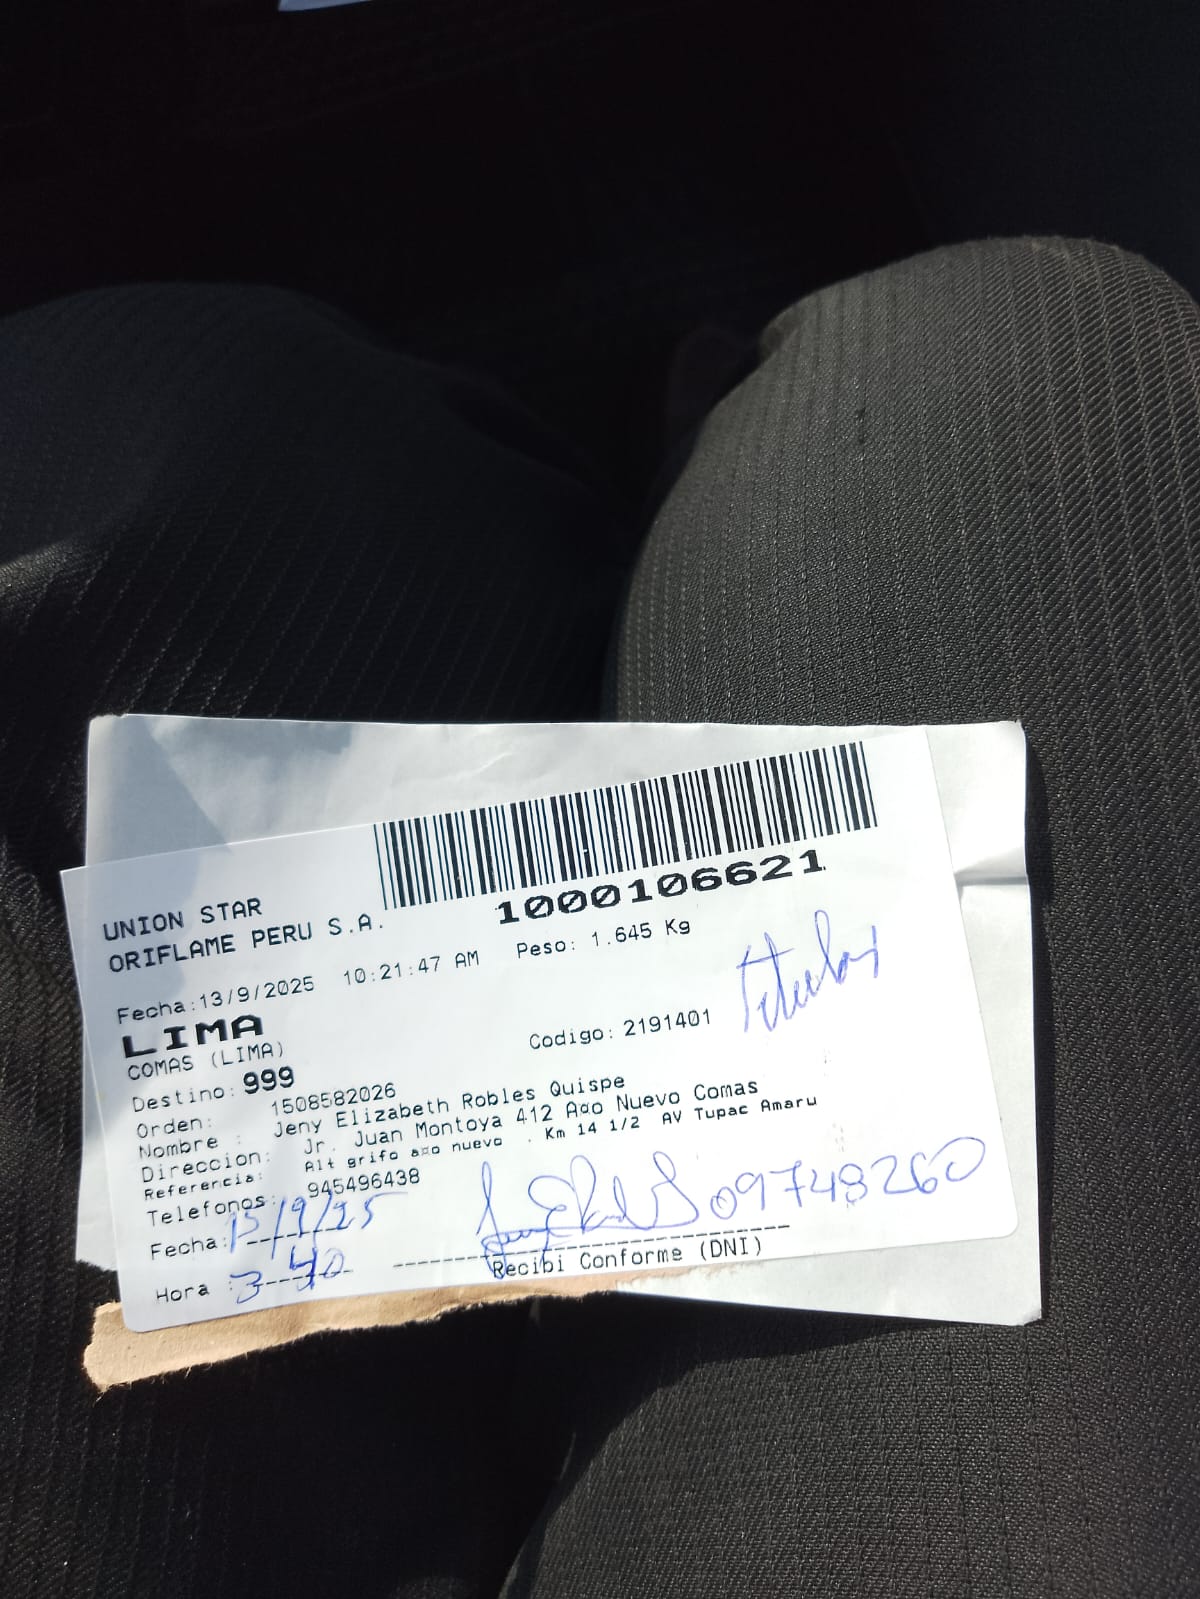 1000106621
UNION STAR
ORIFLAME PERU S.A.
Fecha:13/9/2025 10:21:47 AM Peso: 1.645 Kg
LIMA
COMAS (LIMA)
Codigo: 2191401
Titular
Destino: 999
Orden: 1508582026
Nombre : Jeny Elizabeth Robles Quispe
Direccion: Jr. Juan Montoya 412 Año Nuevo Comas
Referencia: Alt grifo año nuevo . Km 14 1/2 AV Tupac Amaru
Telefonos: 945496438
Fecha: 15/9/25
09748260
Hora : 3-40
Recibi Conforme (DNI)